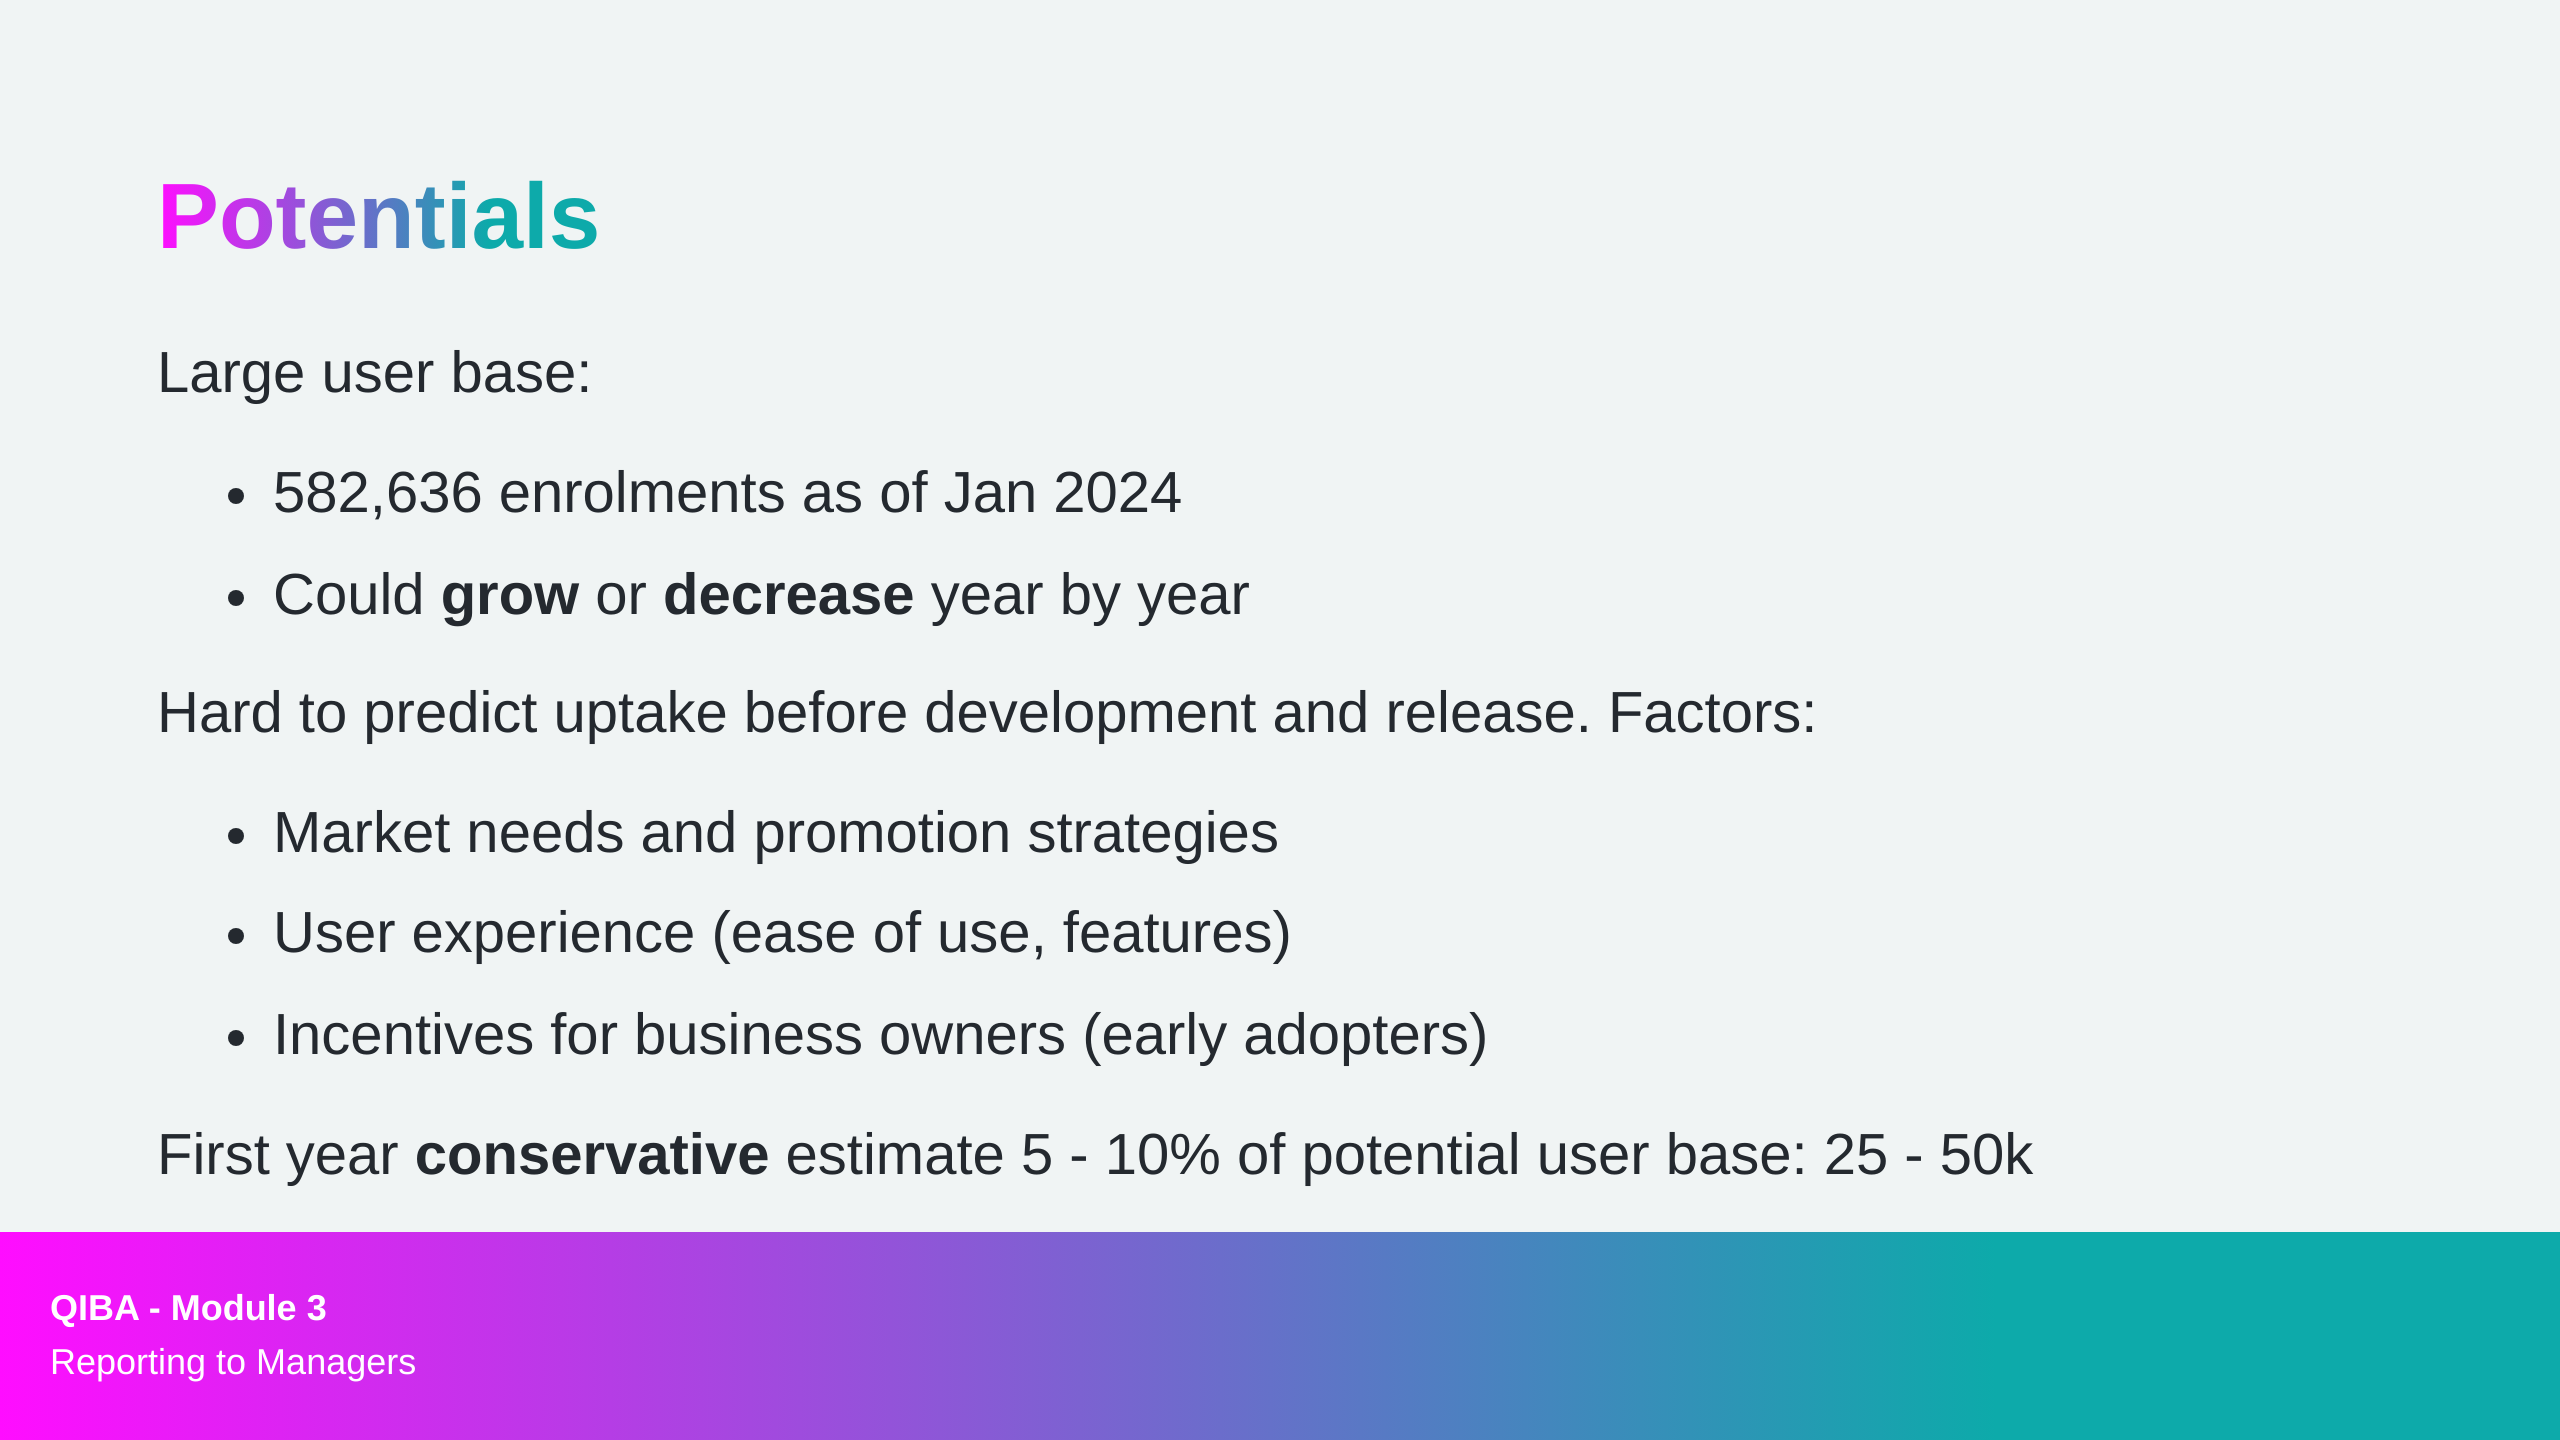 Potentials
Large user base:
• 582,636 enrolments as of Jan 2024
• Could grow or decrease year by year
Hard to predict uptake before development and release. Factors:
• Market needs and promotion strategies
• User experience (ease of use, features)
• Incentives for business owners (early adopters)
First year conservative estimate 5 - 10% of potential user base: 25 - 50k
QIBA - Module 3
Reporting to Managers